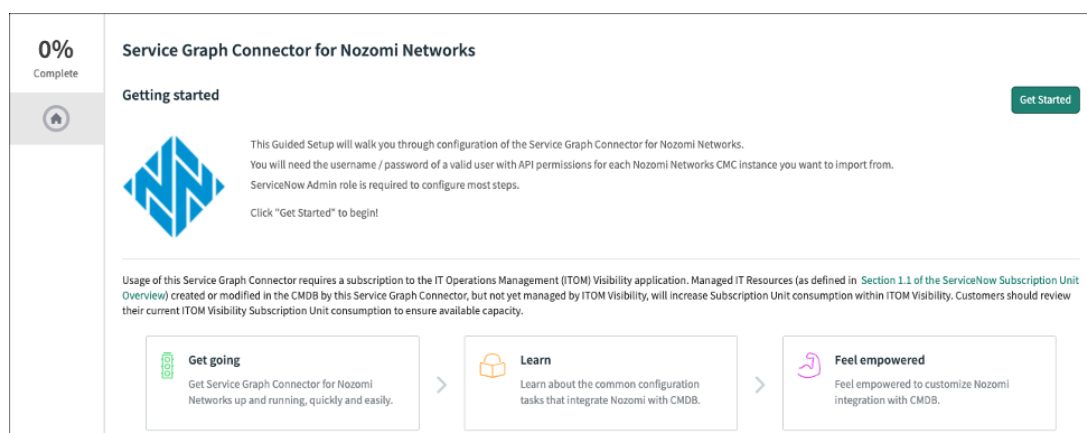 0%
Complete
Service Graph Connector for Nozomi Networks
Getting started
Get Started
This Guided Setup will walk you through configuration of the Service Graph Connector for Nozomi Networks.
You will need the username / password of a valid user with API permissions for each Nozomi Networks CMC instance you want to import from.
ServiceNow Admin role is required to configure most steps.
Click "Get Started" to begin!
Usage of this Service Graph Connector requires a subscription to the IT Operations Management (ITOM) Visibility application. Managed IT Resources (as defined in Section 1.1 of the ServiceNow Subscription Unit
Overview) created or modified in the CMDB by this Service Graph Connector, but not yet managed by ITOM Visibility, will increase Subscription Unit consumption within ITOM Visibility. Customers should review
their current ITOM Visibility Subscription Unit consumption to ensure available capacity.
Get going
Get Service Graph Connector for Nozomi
Networks up and running, quickly and easily.
Learn
Learn about the common configuration
tasks that integrate Nozomi with CMDB.
Feel empowered
Feel empowered to customize Nozomi
integration with CMDB.